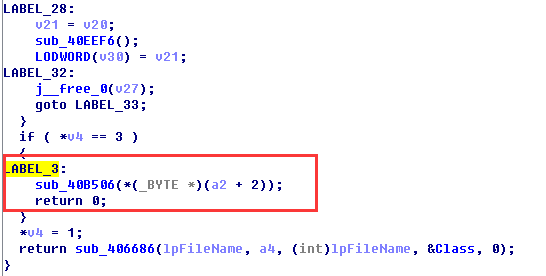 LABEL_28:
v21 = v20;
sub_40EEF6();
LODWORD(v30) = v21;
LABEL_32:
j__free_0(v27);
goto LABEL_33;
}
if ( *v4 == 3 )
{
LABEL_3:
sub_40B506(*(_BYTE *)(a2 + 2));
return 0;
}
*v4 = 1;
return sub_406686(lpFileName, a4, (int)lpFileName, &Class, 0);
}